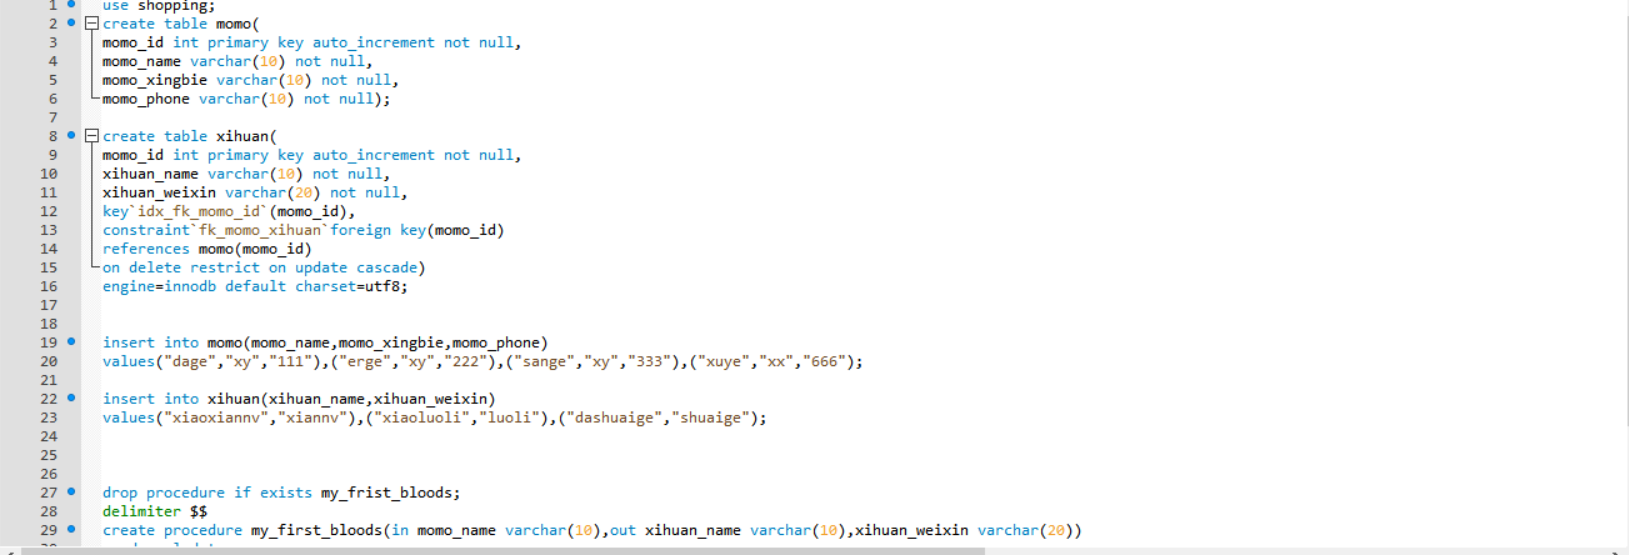 1 use shopping;
2 create table momo(
3 momo_id int primary key auto_increment not null,
4 momo_name varchar(10) not null,
5 momo_xingbie varchar(10) not null,
6 momo_phone varchar(10) not null);
7
8 create table xihuan(
9 momo_id int primary key auto_increment not null,
10 xihuan_name varchar(10) not null,
11 xihuan_weixin varchar(20) not null,
12 key`idx_fk_momo_id`(momo_id),
13 constraint`fk_momo_xihuan`foreign key(momo_id)
14 references momo(momo_id)
15 on delete restrict on update cascade)
16 engine=innodb default charset=utf8;
17
18
19 insert into momo(momo_name,momo_xingbie,momo_phone)
20 values("dage","xy","111"),("erge","xy","222"),("sange","xy","333"),("xuye","xx","666");
21
22 insert into xihuan(xihuan_name,xihuan_weixin)
23 values("xiaoxiannv","xiannv"),("xiaoluoli","luoli"),("dashuaige","shuaige");
24
25
26
27 drop procedure if exists my_frist_bloods;
28 delimiter $$
29 create procedure my_first_bloods(in momo_name varchar(10),out xihuan_name varchar(10),xihuan_weixin varchar(20))